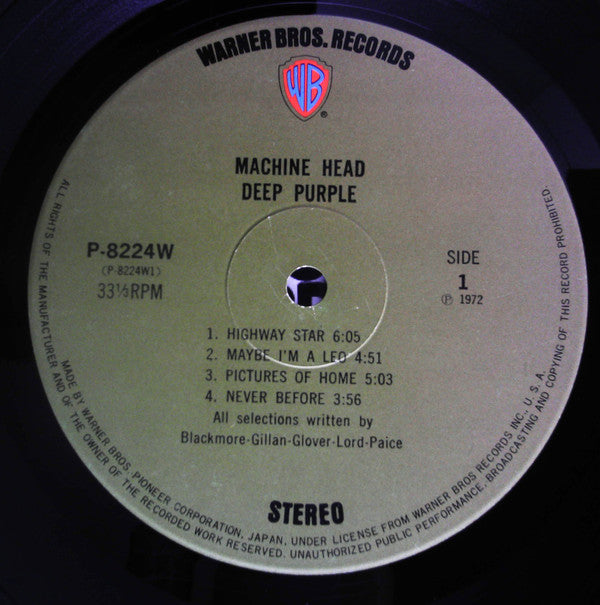 WARNER BROS. RECORDS
WB
®
MACHINE HEAD
DEEP PURPLE
P-8224W
(P-8224W1)
33⅓RPM
SIDE
1
Ⓟ 1972
1. HIGHWAY STAR 6:05
2. MAYBE I'M A LEO 4:51
3. PICTURES OF HOME 5:03
4. NEVER BEFORE 3:56
All selections written by
Blackmore-Gillan-Glover-Lord-Paice
STEREO
MADE BY WARNER BROS. PIONEER CORPORATION, JAPAN, UNDER LICENSE FROM WARNER BROS RECORDS INC., U.S.A.
ALL RIGHTS OF THE MANUFACTURER AND OF THE OWNER OF THE RECORDED WORK RESERVED. UNAUTHORIZED PUBLIC PERFORMANCE, BROADCASTING AND COPYING OF THIS RECORD PROHIBITED.